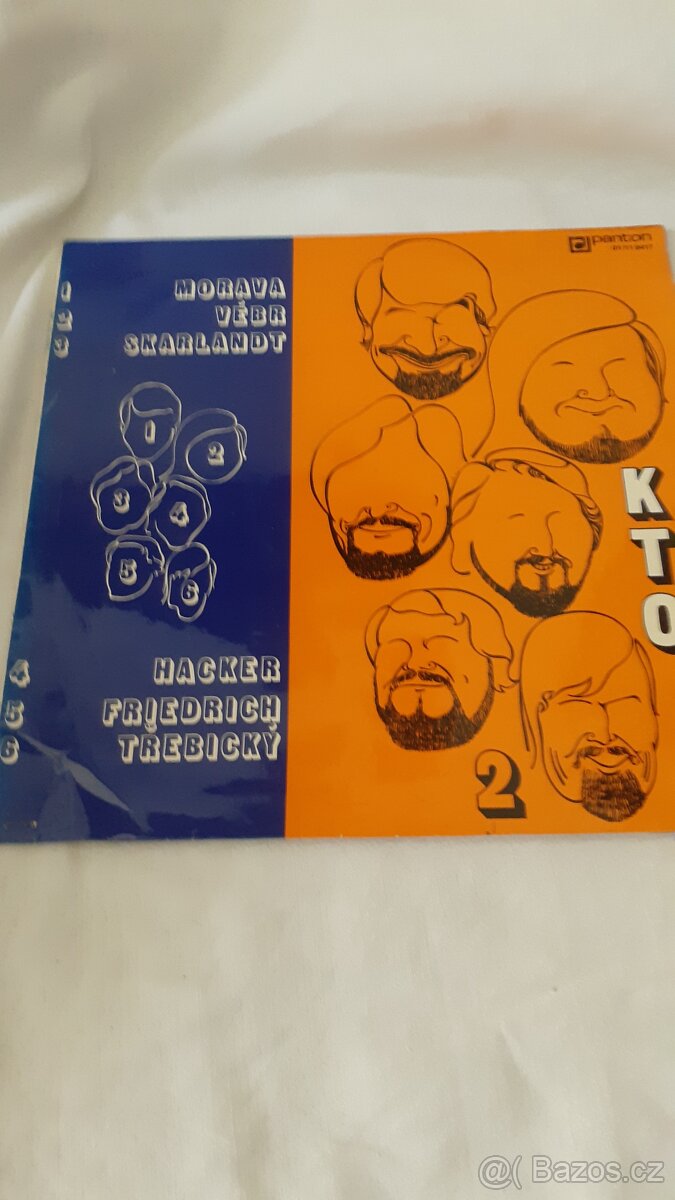 panton
1 MORAVA
2 VĚBR
3 SKARLANDT
1
2
3
4
5
6
KTO
4 HACKER
5 FRIEDRICH
6 TŘEBICKÝ
2
@( Bazos.cz